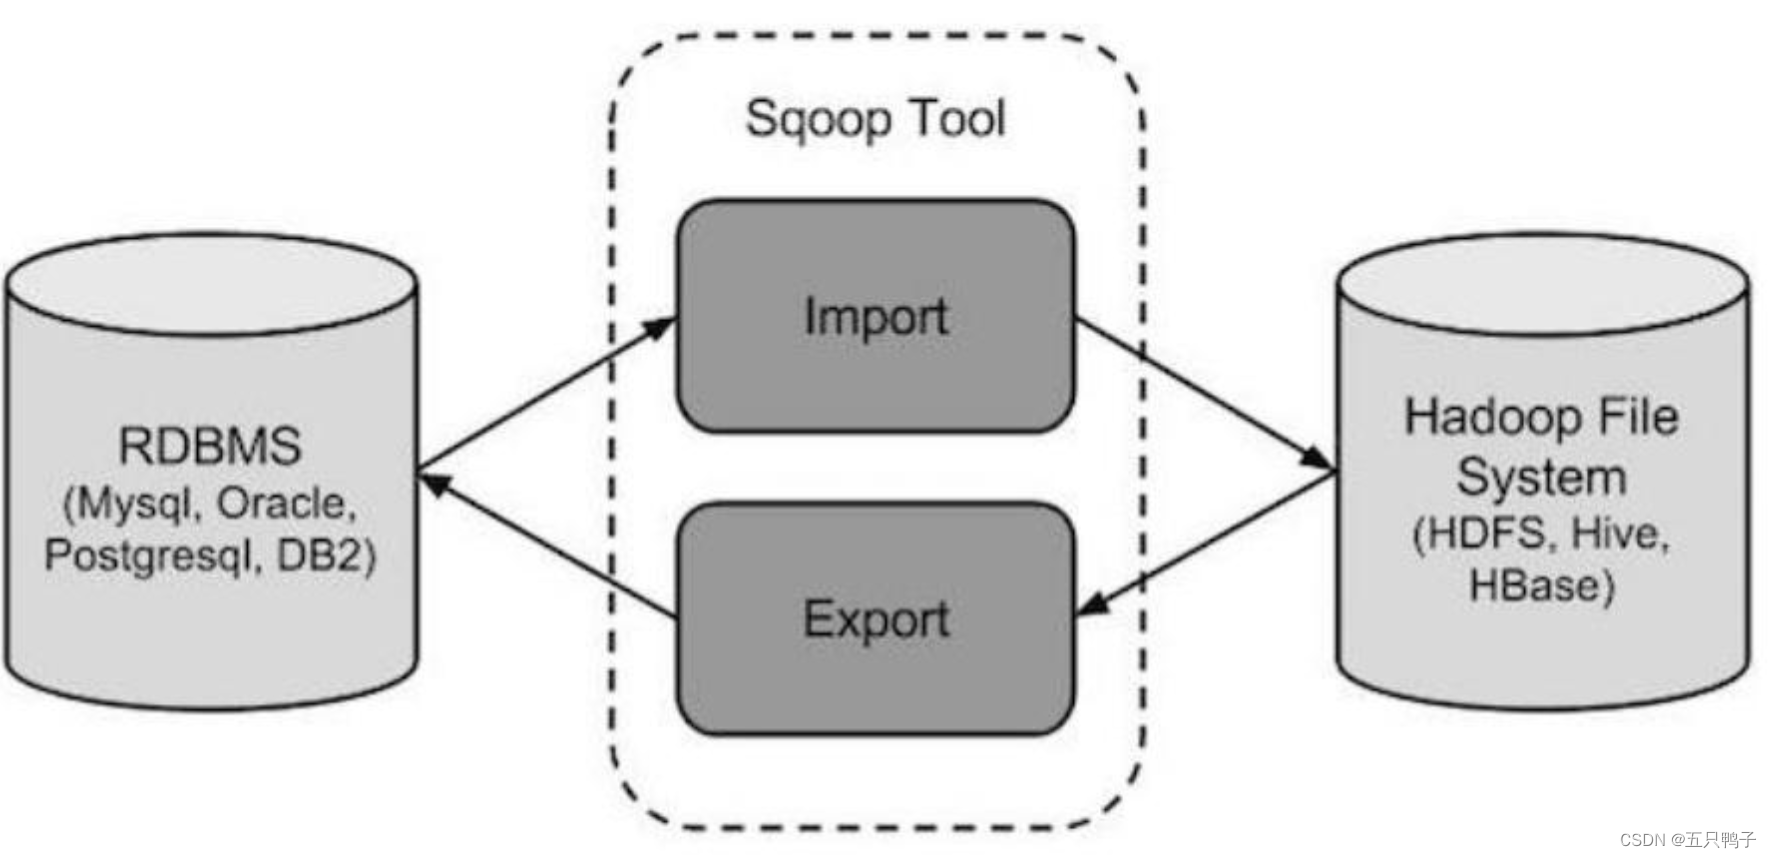 Sqoop Tool
Import
Export
RDBMS
(Mysql, Oracle,
Postgresql, DB2)
Hadoop File
System
(HDFS, Hive,
HBase)
CSDN @五只鸭子